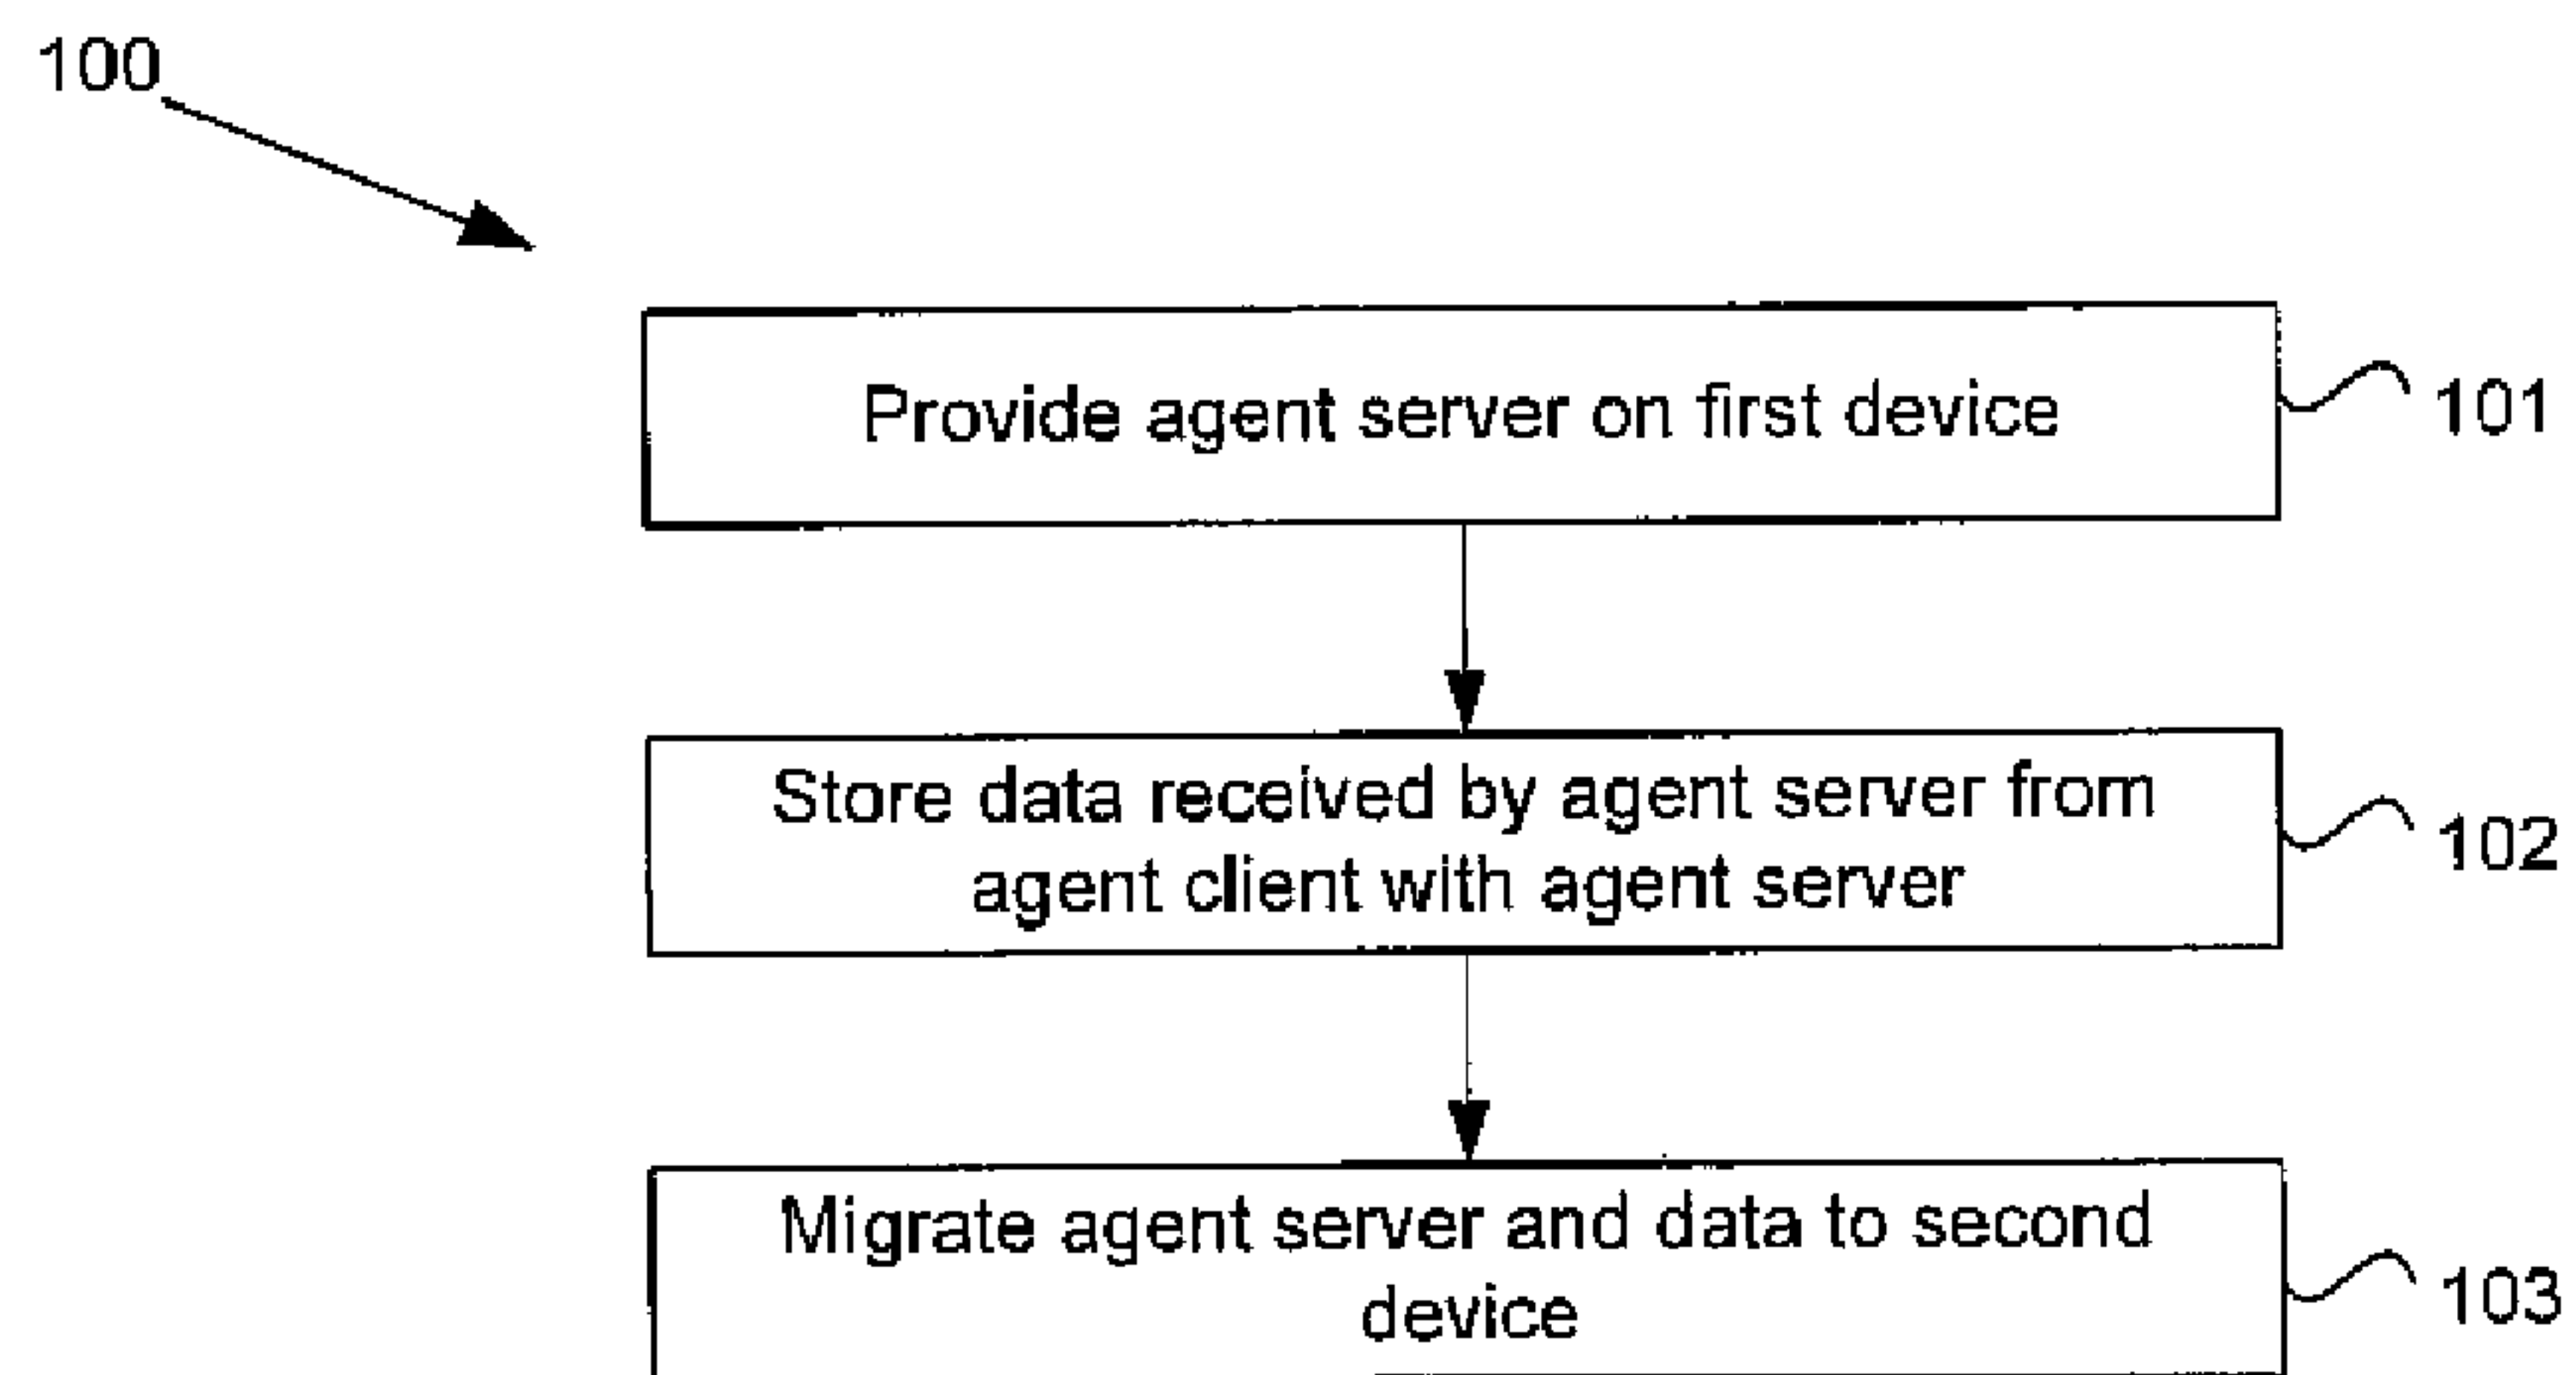 100
Provide agent server on first device
101
Store data received by agent server from
agent client with agent server
102
Migrate agent server and data to second
device
103